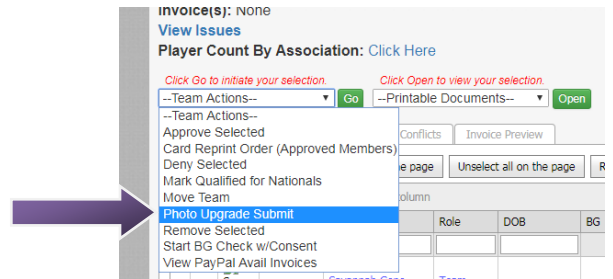 Invoice(s): None
View Issues
Player Count By Association: Click Here
Click Go to initiate your selection. Click Open to view your selection.
--Team Actions-- Go --Printable Documents-- Open
--Team Actions--
Approve Selected
Card Reprint Order (Approved Members)
Deny Selected
Mark Qualified for Nationals
Move Team
Photo Upgrade Submit
Remove Selected
Start BG Check w/Consent
View PayPal Avail Invoices
Conflicts Invoice Preview
e page Unselect all on the page R
olumn
Role DOB BG
Team